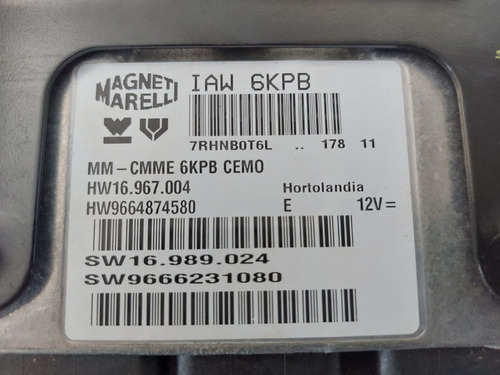 MAGNETI
MARELLI
IAW 6KPB
7RHNB0T6L .. 178 11
MM-CMME 6KPB CEMO
HW16.967.004 Hortolandia
HW9664874580 E 12V=
SW16.989.024
SW9666231080